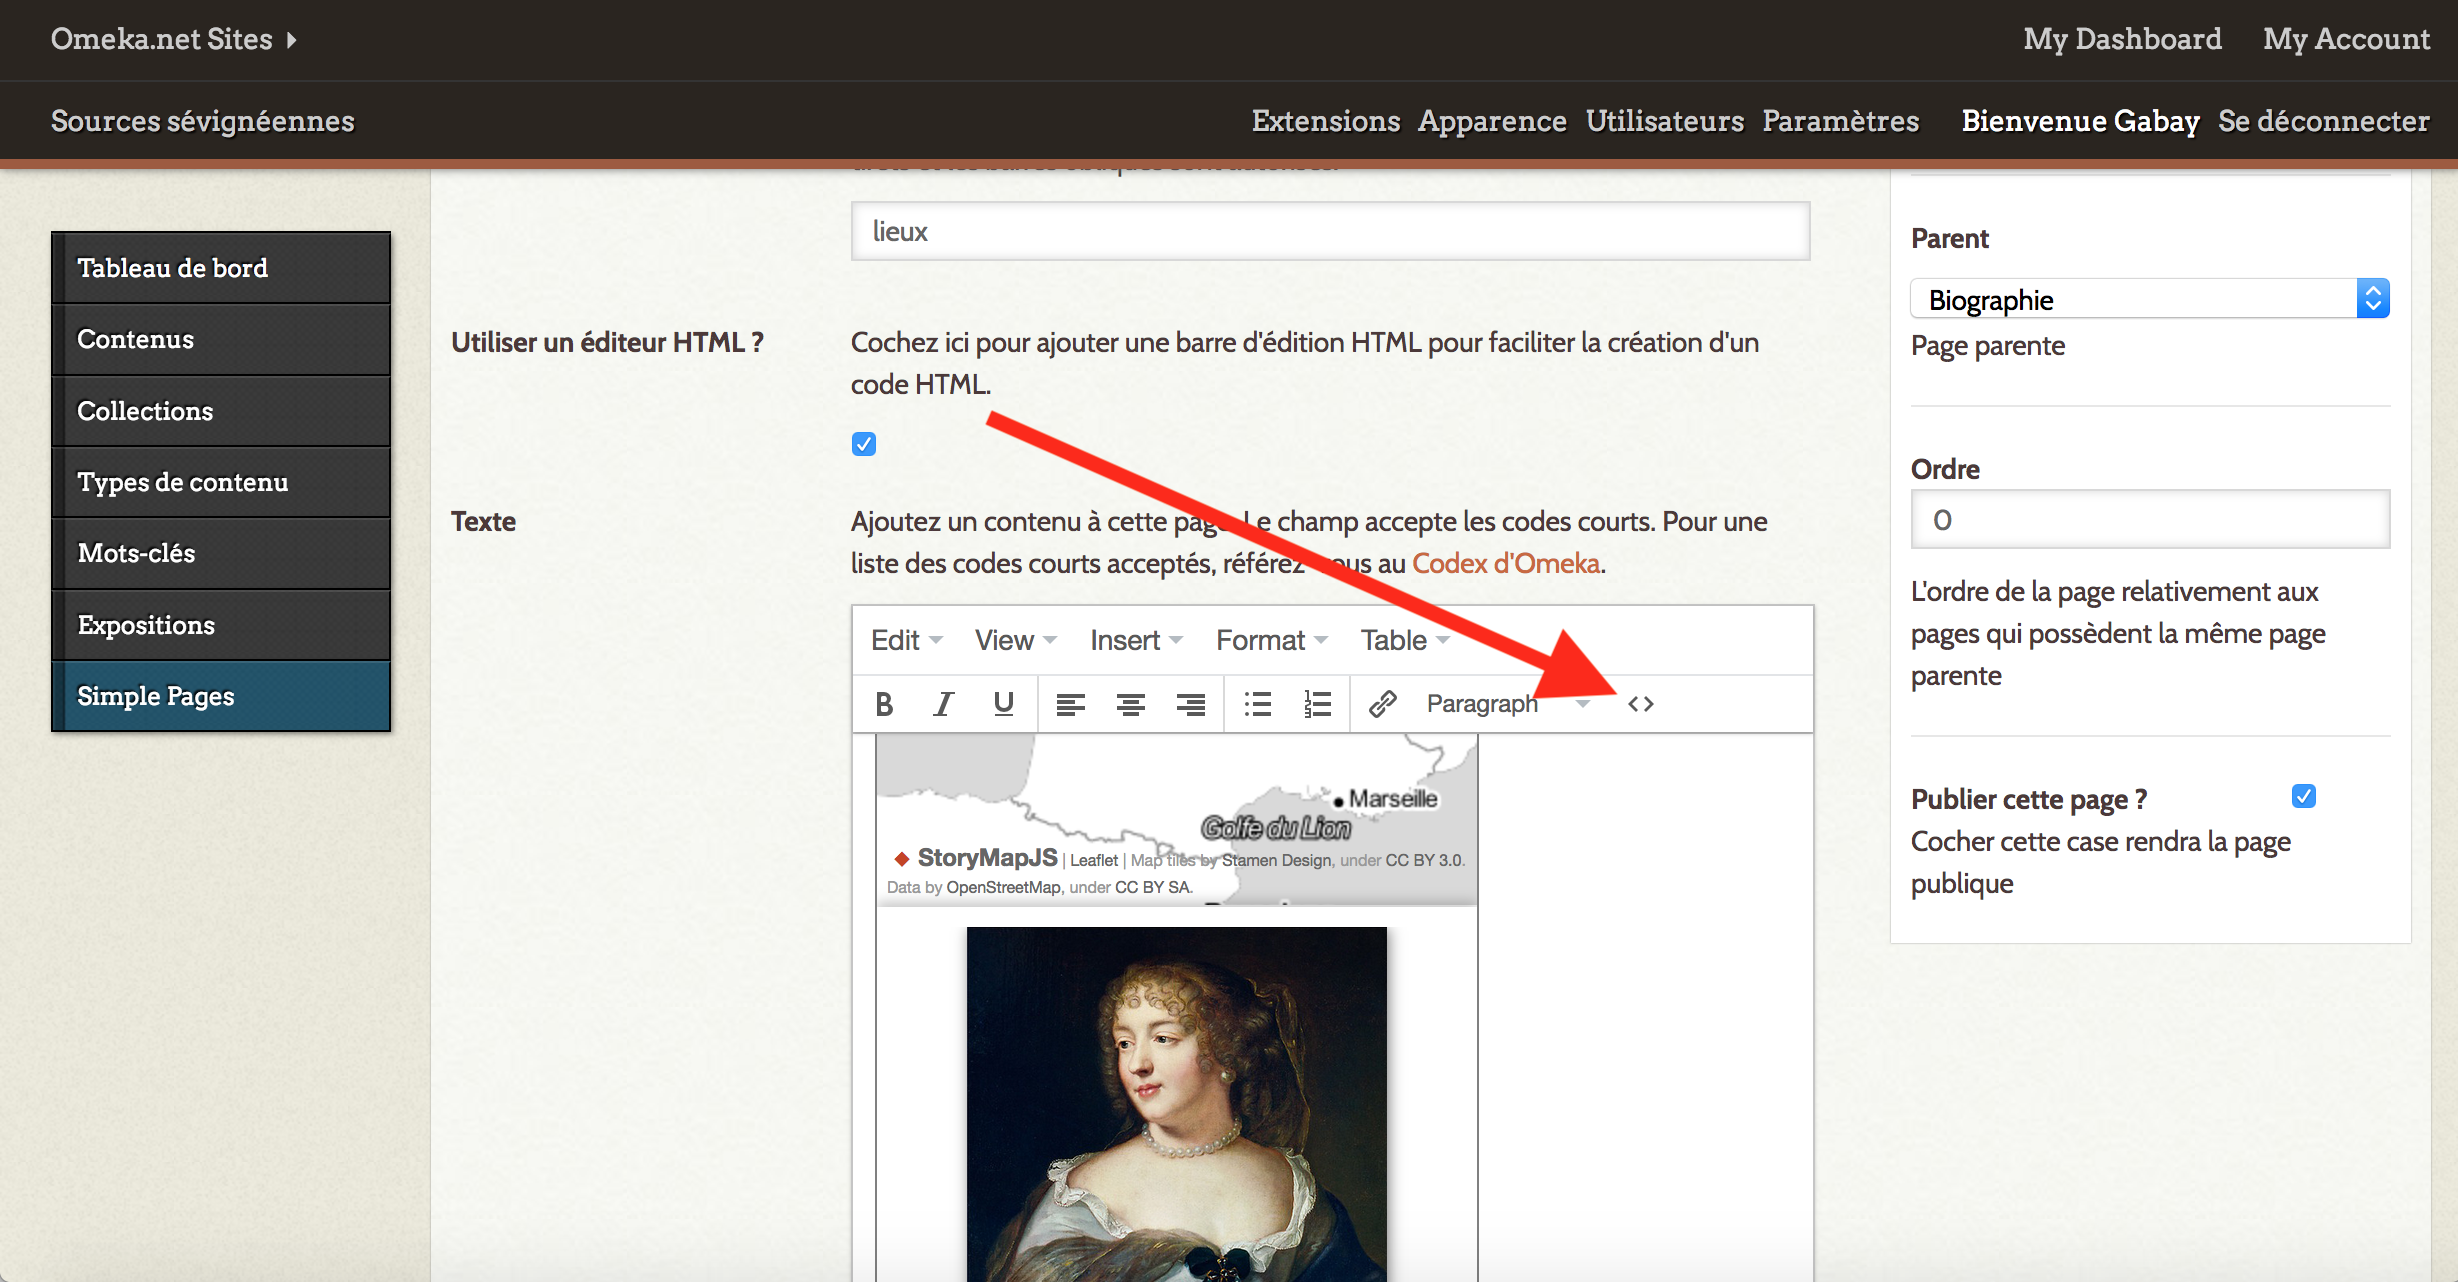 Omeka.net Sites
My Dashboard My Account
Sources sévignéennes
Extensions Apparence Utilisateurs Paramètres Bienvenue Gabay Se déconnecter
Tableau de bord
Contenus
Collections
Types de contenu
Mots-clés
Expositions
Simple Pages
lieux
Utiliser un éditeur HTML ?
Cochez ici pour ajouter une barre d'édition HTML pour faciliter la création d'un
code HTML.
Texte
Ajoutez un contenu à cette page. Le champ accepte les codes courts. Pour une
liste des codes courts acceptés, référez-vous au Codex d'Omeka.
Edit View Insert Format Table
B I U Paragraph <>
Marseille
Golfe du Lion
StoryMapJS | Leaflet | Map tiles by Stamen Design, under CC BY 3.0.
Data by OpenStreetMap, under CC BY SA.
Parent
Biographie
Page parente
Ordre
0
L'ordre de la page relativement aux
pages qui possèdent la même page
parente
Publier cette page ?
Cocher cette case rendra la page
publique